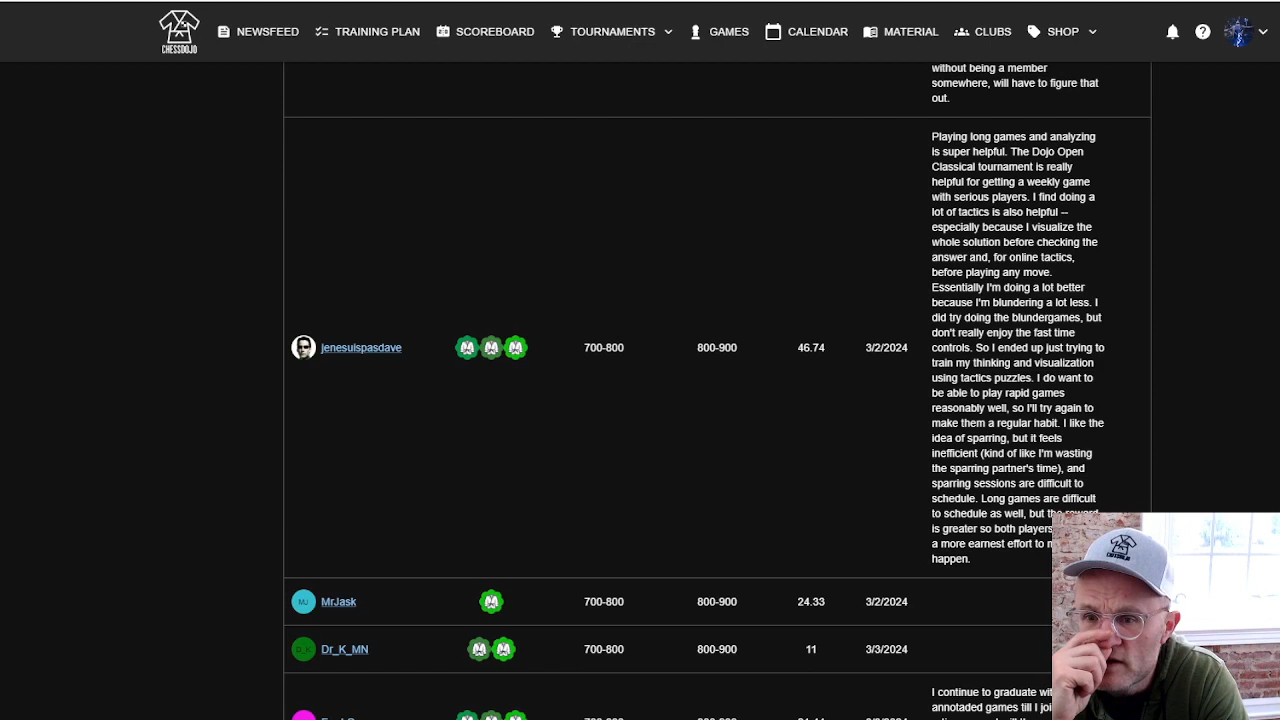 CHESSDOJO
NEWSFEED TRAINING PLAN SCOREBOARD TOURNAMENTS GAMES CALENDAR MATERIAL CLUBS SHOP
without being a member
somewhere, will have to figure that
out.
Playing long games and analyzing
is super helpful. The Dojo Open
Classical tournament is really
helpful for getting a weekly game
with serious players. I find doing a
lot of tactics is also helpful --
especially because I visualize the
whole solution before checking the
answer and, for online tactics,
before playing any move.
Essentially I'm doing a lot better
because I'm blundering a lot less. I
did try doing the blundergames, but
don't really enjoy the fast time
controls. So I ended up just trying to
train my thinking and visualization
using tactics puzzles. I do want to
be able to play rapid games
reasonably well, so I'll try again to
make them a regular habit. I like the
idea of sparring, but it feels
inefficient (kind of like I'm wasting
the sparring partner's time), and
sparring sessions are difficult to
schedule. Long games are difficult
to schedule as well, but the reward
is greater so both players
a more earnest effort to
happen.
jenesuispasdave 700-800 800-900 46.74 3/2/2024
MJ MrJask 700-800 800-900 24.33 3/2/2024
D_K Dr_K_MN 700-800 800-900 11 3/3/2024
I continue to graduate
annotaded games till I
CHESSDOJO